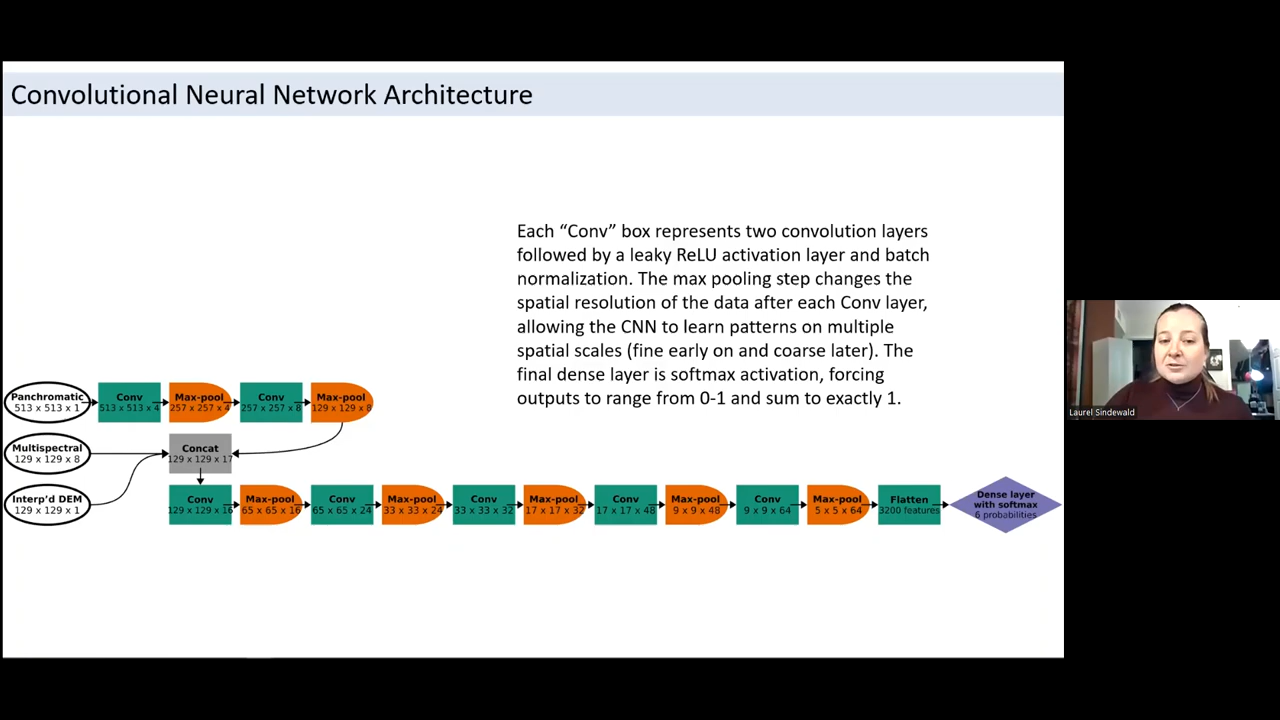 Convolutional Neural Network Architecture
Each “Conv” box represents two convolution layers
followed by a leaky ReLU activation layer and batch
normalization. The max pooling step changes the
spatial resolution of the data after each Conv layer,
allowing the CNN to learn patterns on multiple
spatial scales (fine early on and coarse later). The
final dense layer is softmax activation, forcing
outputs to range from 0-1 and sum to exactly 1.
Panchromatic
513 x 513 x 1
Conv
513 x 513 x 4
Max-pool
257 x 257 x 4
Conv
257 x 257 x 8
Max-pool
129 x 129 x 8
Multispectral
129 x 129 x 8
Concat
129 x 129 x 17
Interp'd DEM
129 x 129 x 1
Conv
129 x 129 x 16
Max-pool
65 x 65 x 16
Conv
65 x 65 x 24
Max-pool
33 x 33 x 24
Conv
33 x 33 x 32
Max-pool
17 x 17 x 32
Conv
17 x 17 x 48
Max-pool
9 x 9 x 48
Conv
9 x 9 x 64
Max-pool
5 x 5 x 64
Flatten
3200 features
Dense layer
with softmax
6 probabilities
Laurel Sindewald